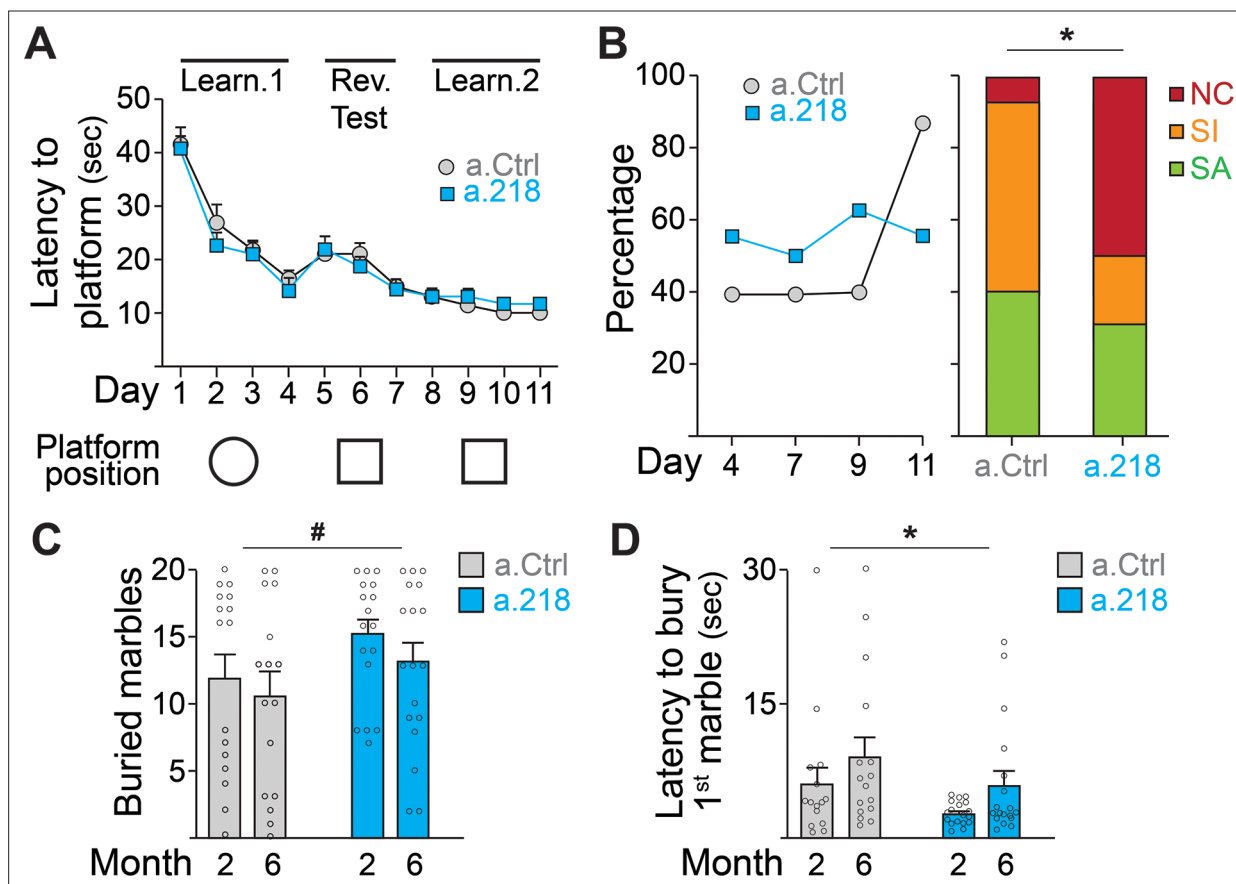 A
Learn.1 Rev. Test Learn.2
50
40
30
20
10
Latency to platform (sec)
a.Ctrl
a.218
Day 1 2 3 4 5 6 7 8 9 10 11
Platform position
B
*
100
80
60
40
20
Percentage
a.Ctrl
a.218
NC
SI
SA
Day 4 7 9 11
a.Ctrl a.218
C
#
a.Ctrl
a.218
20
15
10
5
Buried marbles
Month 2 6 2 6
D
*
a.Ctrl
a.218
30
15
Latency to bury
1st marble (sec)
Month 2 6 2 6